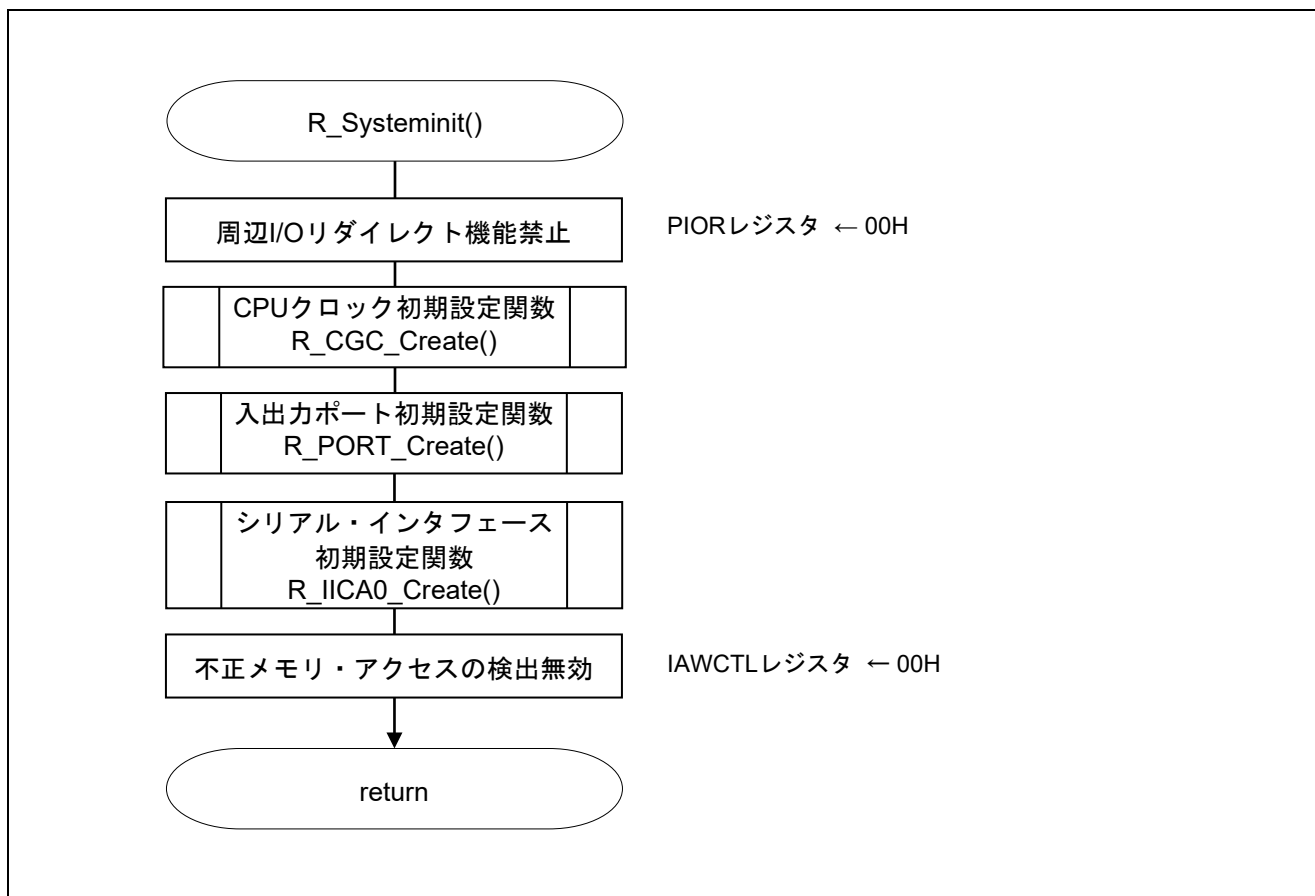 R_Systeminit()
周辺I/Oリダイレクト機能禁止
PIORレジスタ ← 00H
CPUクロック初期設定関数
R_CGC_Create()
入出力ポート初期設定関数
R_PORT_Create()
シリアル・インタフェース
初期設定関数
R_IICA0_Create()
不正メモリ・アクセスの検出無効
IAWCTLレジスタ ← 00H
return